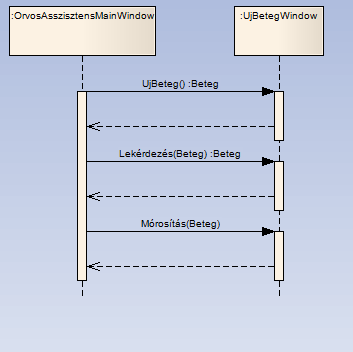 :OrvosAsszisztensMainWindow
:UjBetegWindow
UjBeteg() :Beteg
Lekérdezés(Beteg) :Beteg
Mórosítás(Beteg)